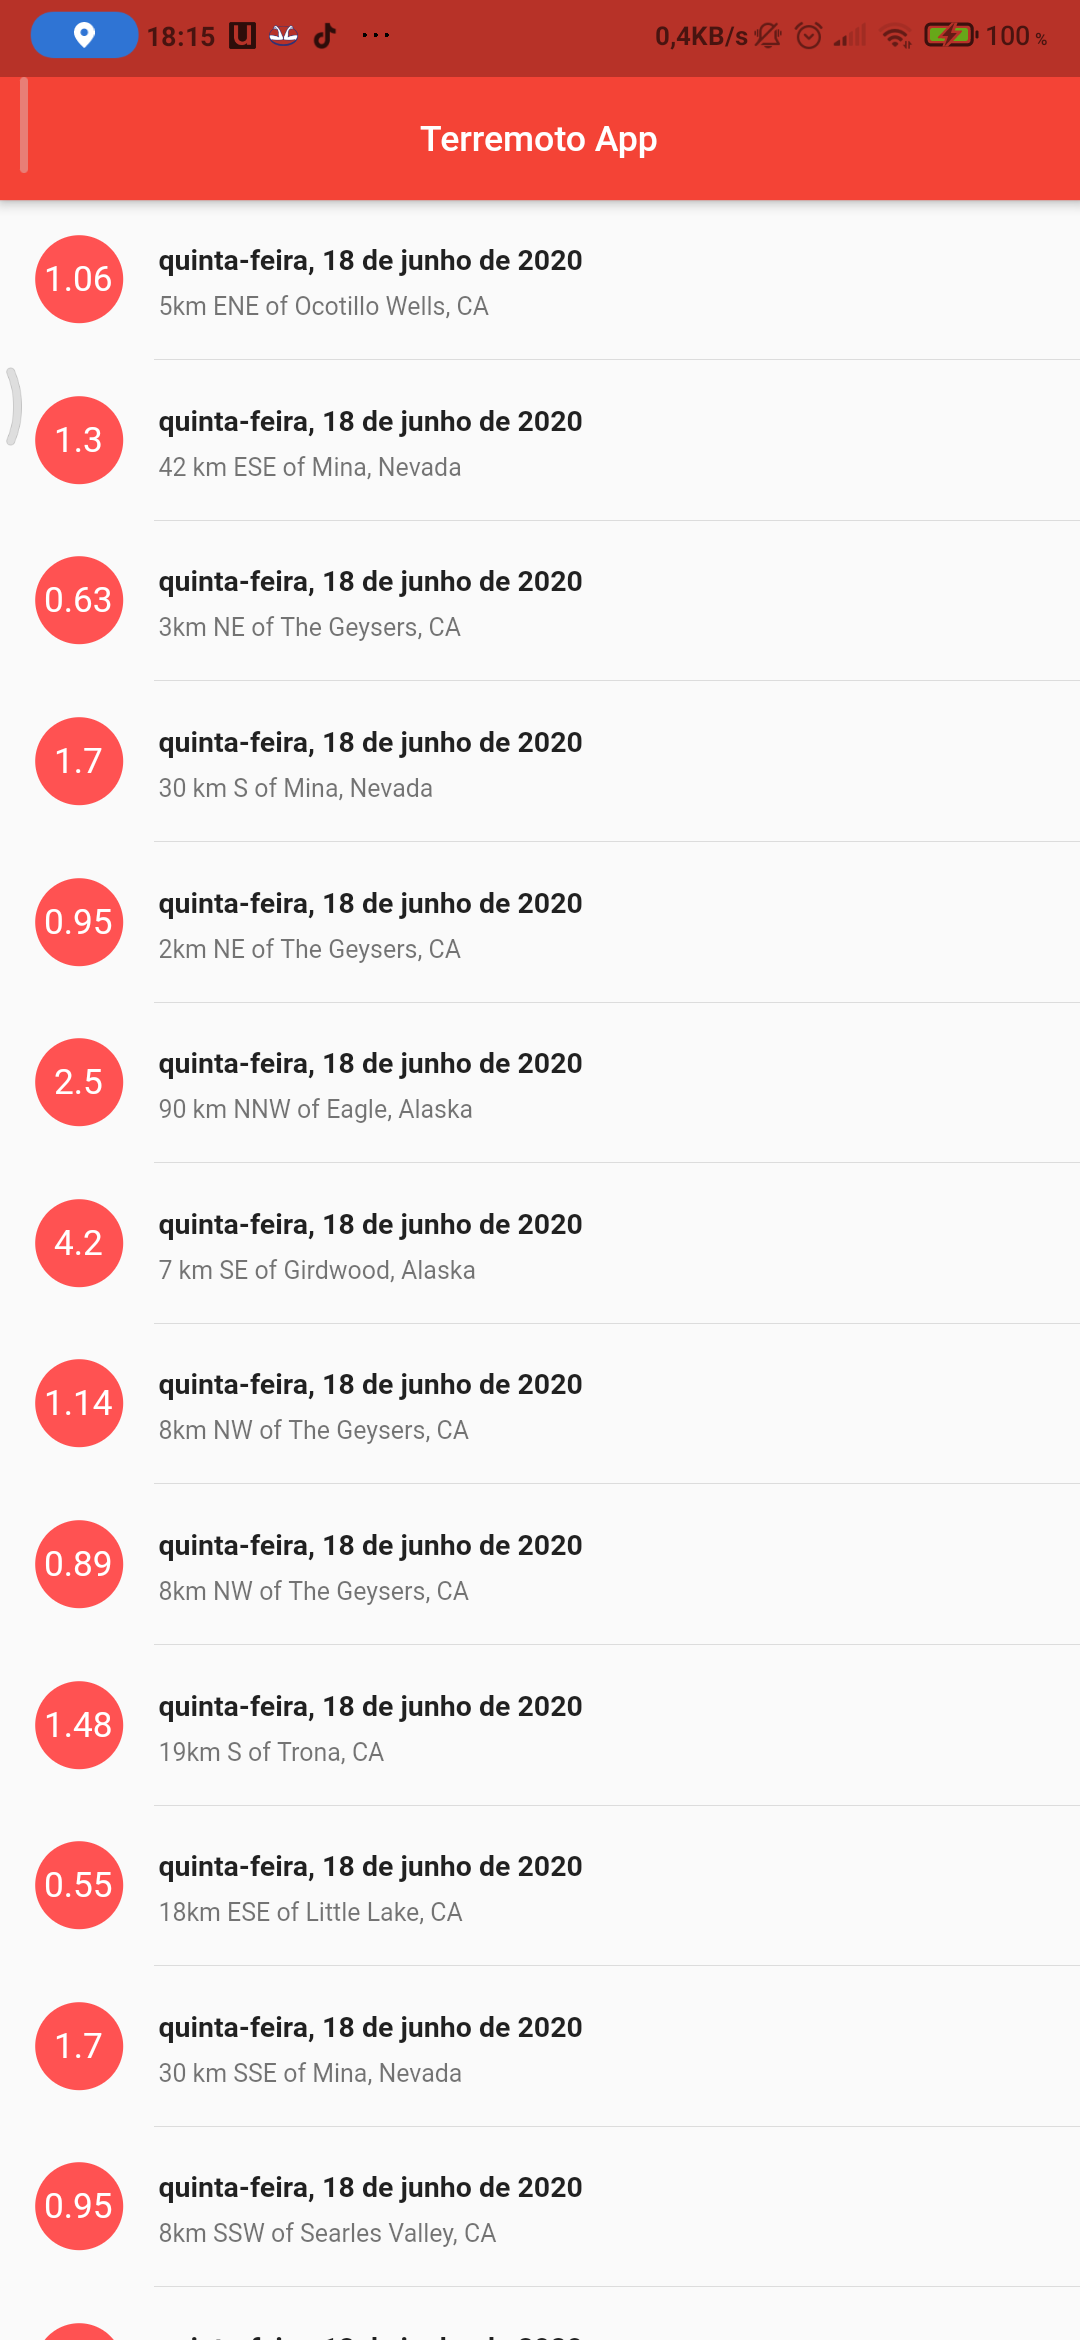 18:15 0,4KB/s 100 %
Terremoto App
1.06
quinta-feira, 18 de junho de 2020
5km ENE of Ocotillo Wells, CA
1.3
quinta-feira, 18 de junho de 2020
42 km ESE of Mina, Nevada
0.63
quinta-feira, 18 de junho de 2020
3km NE of The Geysers, CA
1.7
quinta-feira, 18 de junho de 2020
30 km S of Mina, Nevada
0.95
quinta-feira, 18 de junho de 2020
2km NE of The Geysers, CA
2.5
quinta-feira, 18 de junho de 2020
90 km NNW of Eagle, Alaska
4.2
quinta-feira, 18 de junho de 2020
7 km SE of Girdwood, Alaska
1.14
quinta-feira, 18 de junho de 2020
8km NW of The Geysers, CA
0.89
quinta-feira, 18 de junho de 2020
8km NW of The Geysers, CA
1.48
quinta-feira, 18 de junho de 2020
19km S of Trona, CA
0.55
quinta-feira, 18 de junho de 2020
18km ESE of Little Lake, CA
1.7
quinta-feira, 18 de junho de 2020
30 km SSE of Mina, Nevada
0.95
quinta-feira, 18 de junho de 2020
8km SSW of Searles Valley, CA